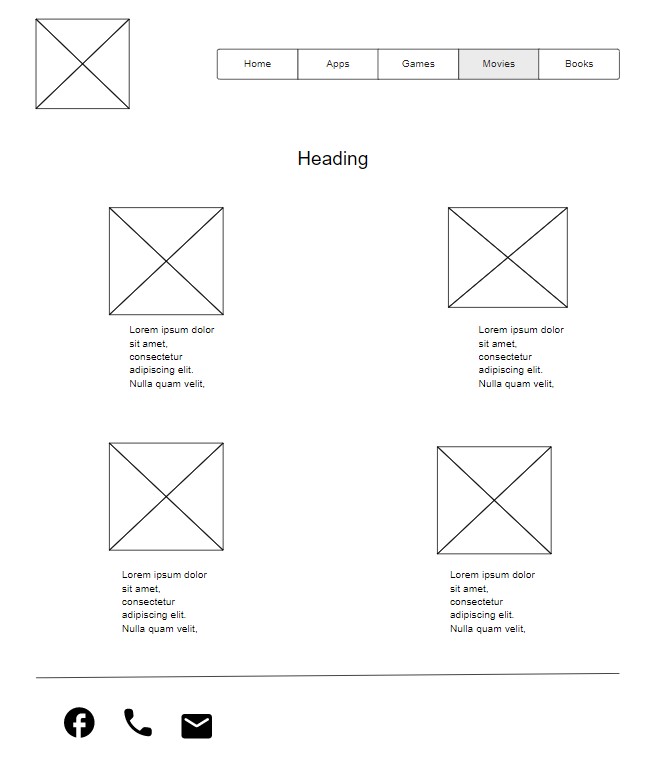 Home
Apps
Games
Movies
Books
Heading
Lorem ipsum dolor
sit amet,
consectetur
adipiscing elit.
Nulla quam velit,
Lorem ipsum dolor
sit amet,
consectetur
adipiscing elit.
Nulla quam velit,
Lorem ipsum dolor
sit amet,
consectetur
adipiscing elit.
Nulla quam velit,
Lorem ipsum dolor
sit amet,
consectetur
adipiscing elit.
Nulla quam velit,